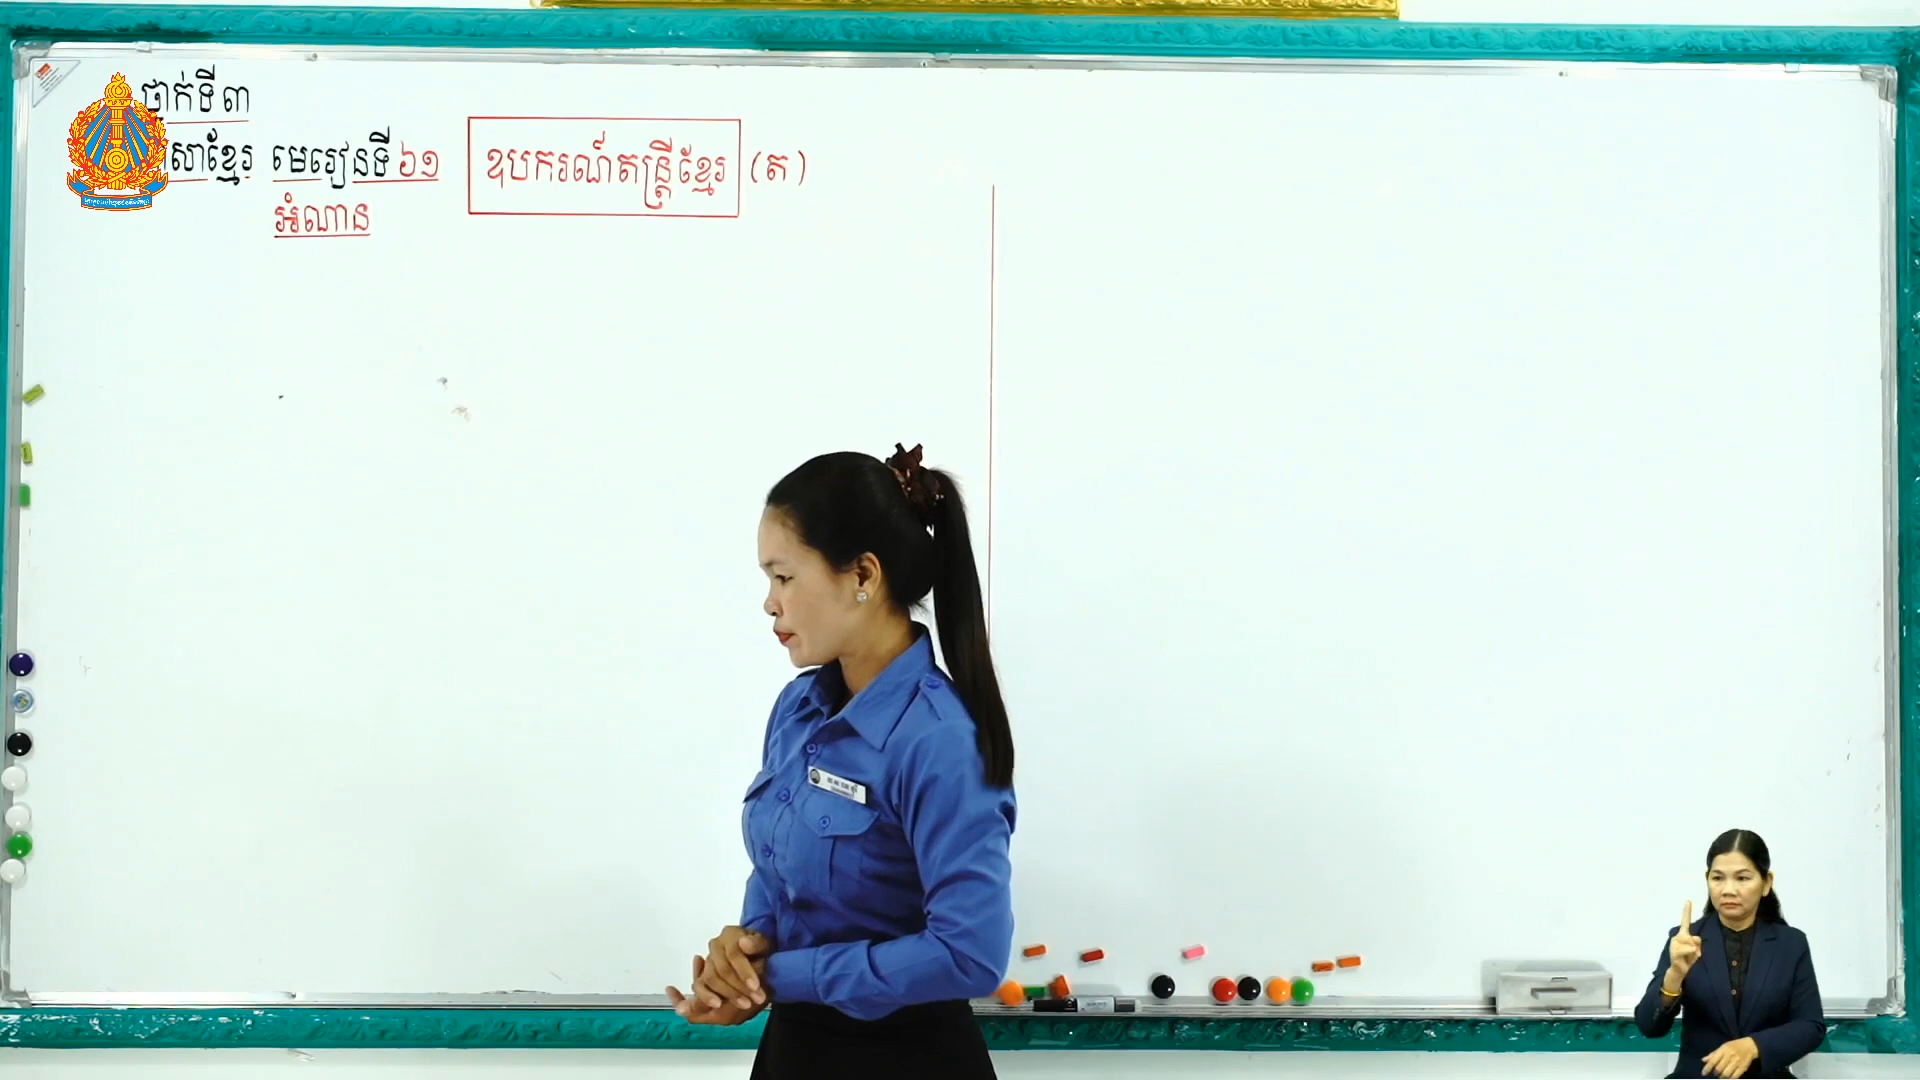 ថ្នាក់ទី ៣
ភាសាខ្មែរ មេរៀនទី ៦១ ឧបករណ៍តន្ត្រីខ្មែរ (ត)
អំណាន